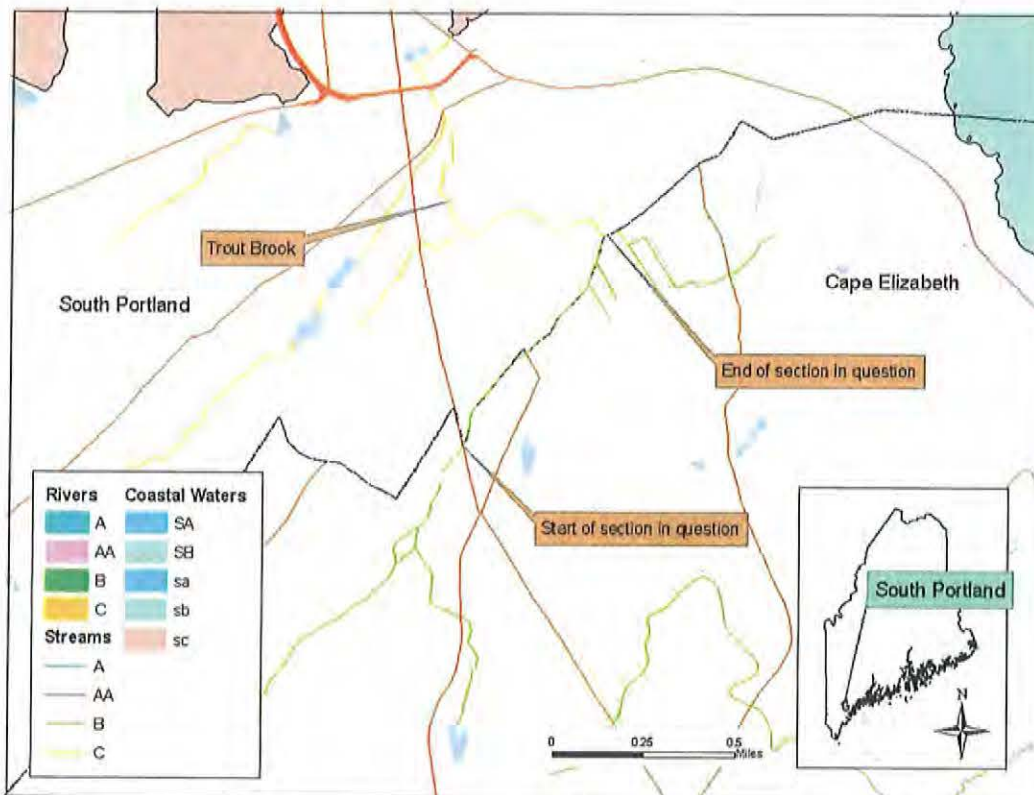 Trout Brook
South Portland
Cape Elizabeth
End of section in question
Start of section in question
Rivers Coastal Waters
A SA
AA SB
B sa
C sb
sc
Streams
A
AA
B
C
0 0.25 0.5
Miles
South Portland
N